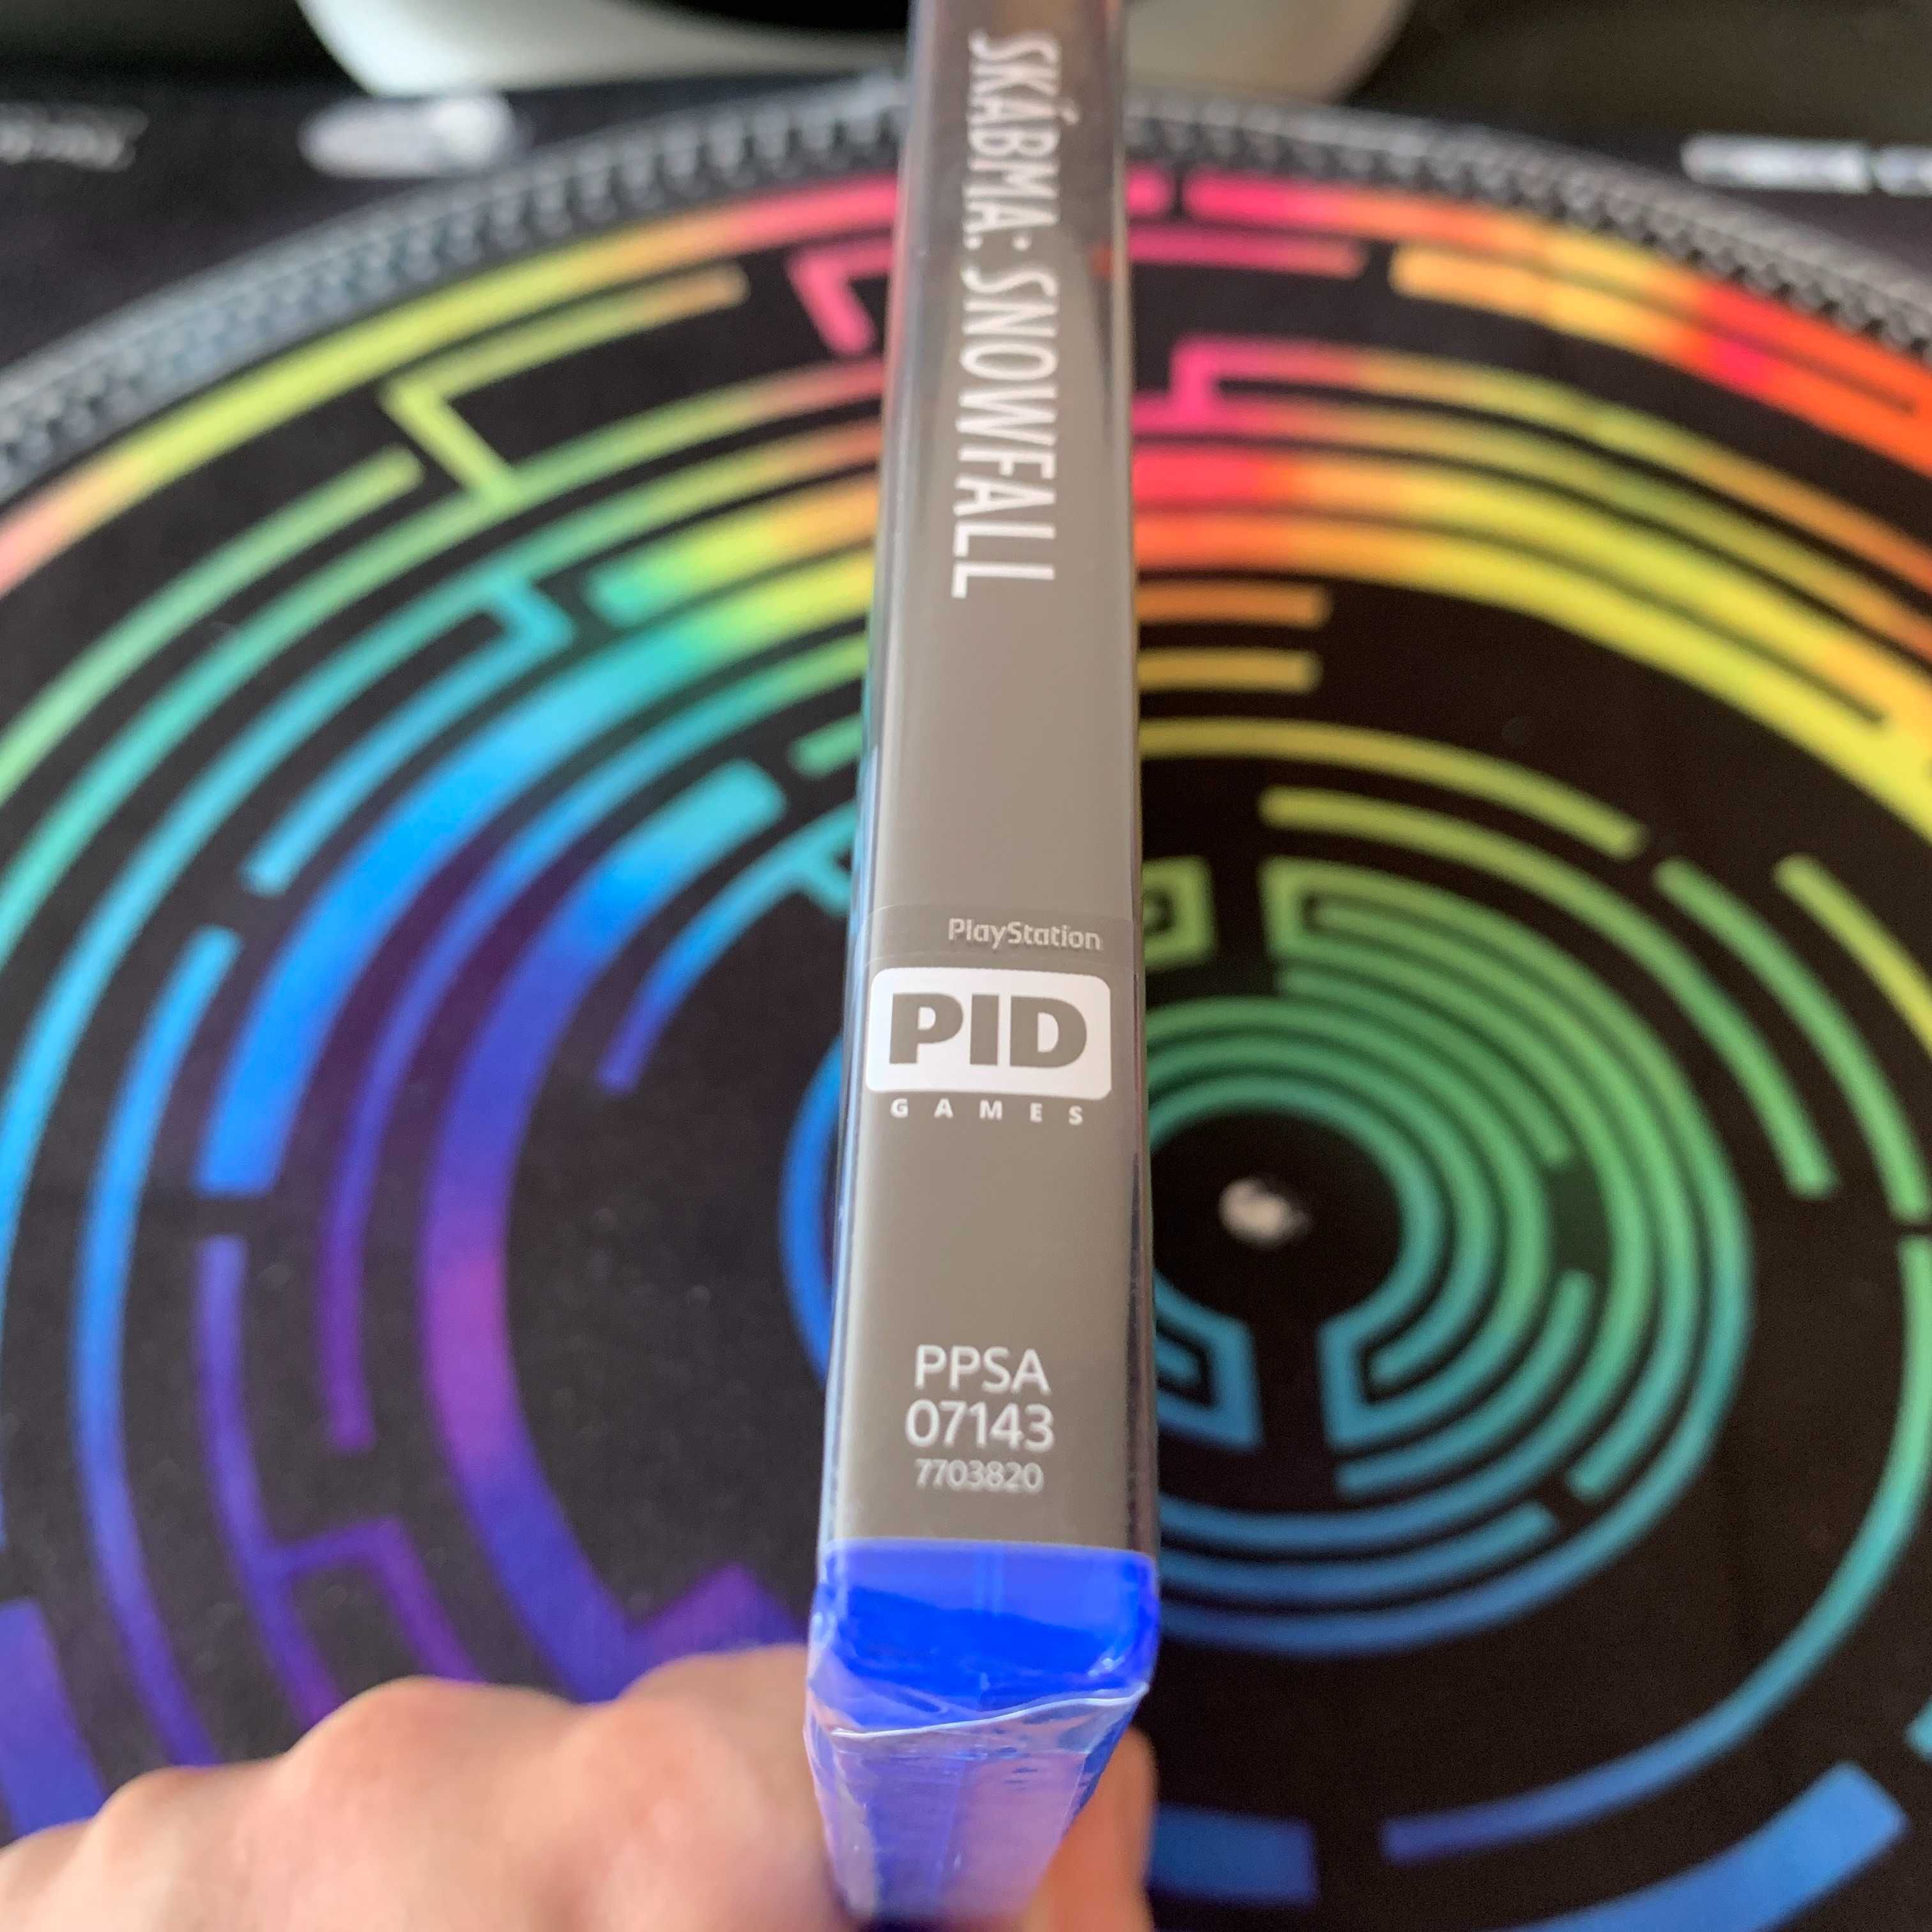 SKÁBMA: SNOWFALL
PlayStation
PID
GAMES
PPSA
07143
7703820